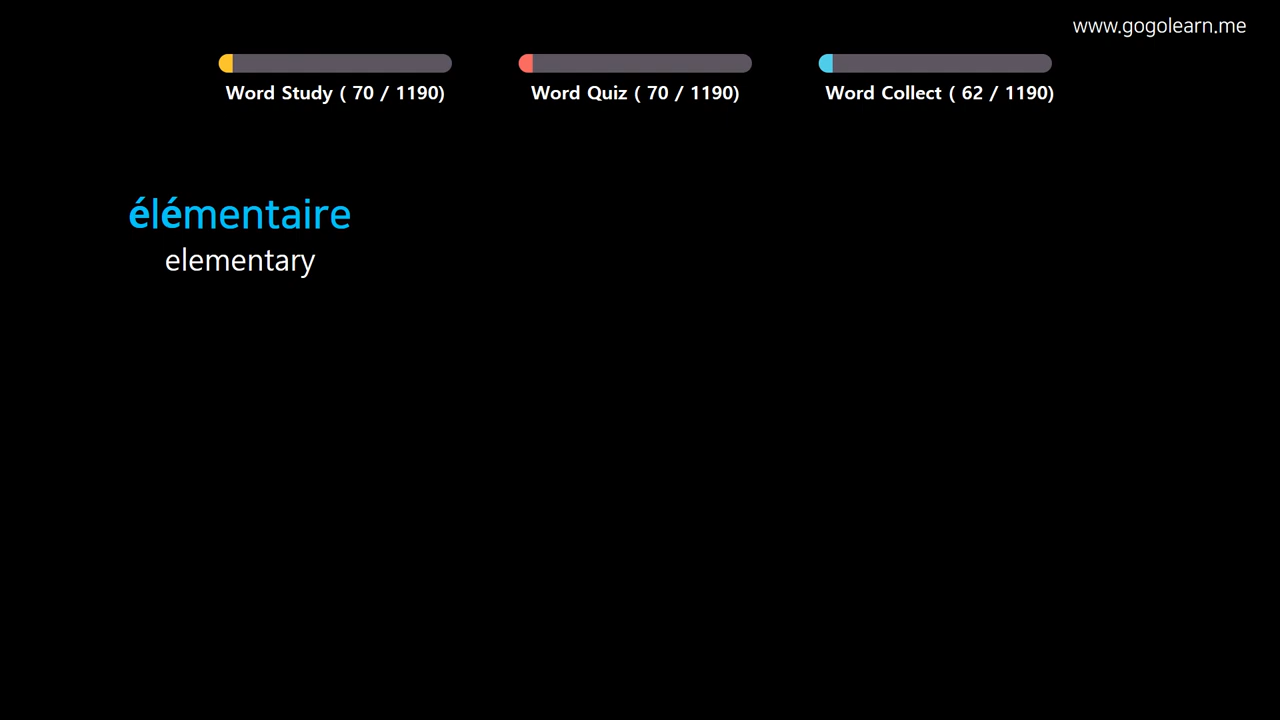 www.gogolearn.me
Word Study ( 70 / 1190)
Word Quiz ( 70 / 1190)
Word Collect ( 62 / 1190)
élémentaire
elementary